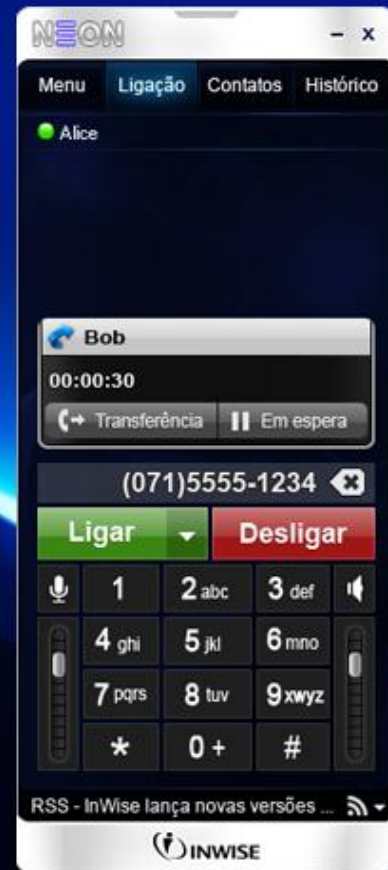 NEON
- x
Menu Ligação Contatos Histórico
Alice
Bob
00:00:30
Transferência Em espera
(071)5555-1234
Ligar Desligar
1 2 abc 3 def
4 ghi 5 jkl 6 mno
7 pqrs 8 tuv 9 xwyz
* 0 + #
RSS - InWise lança novas versões ...
INWISE